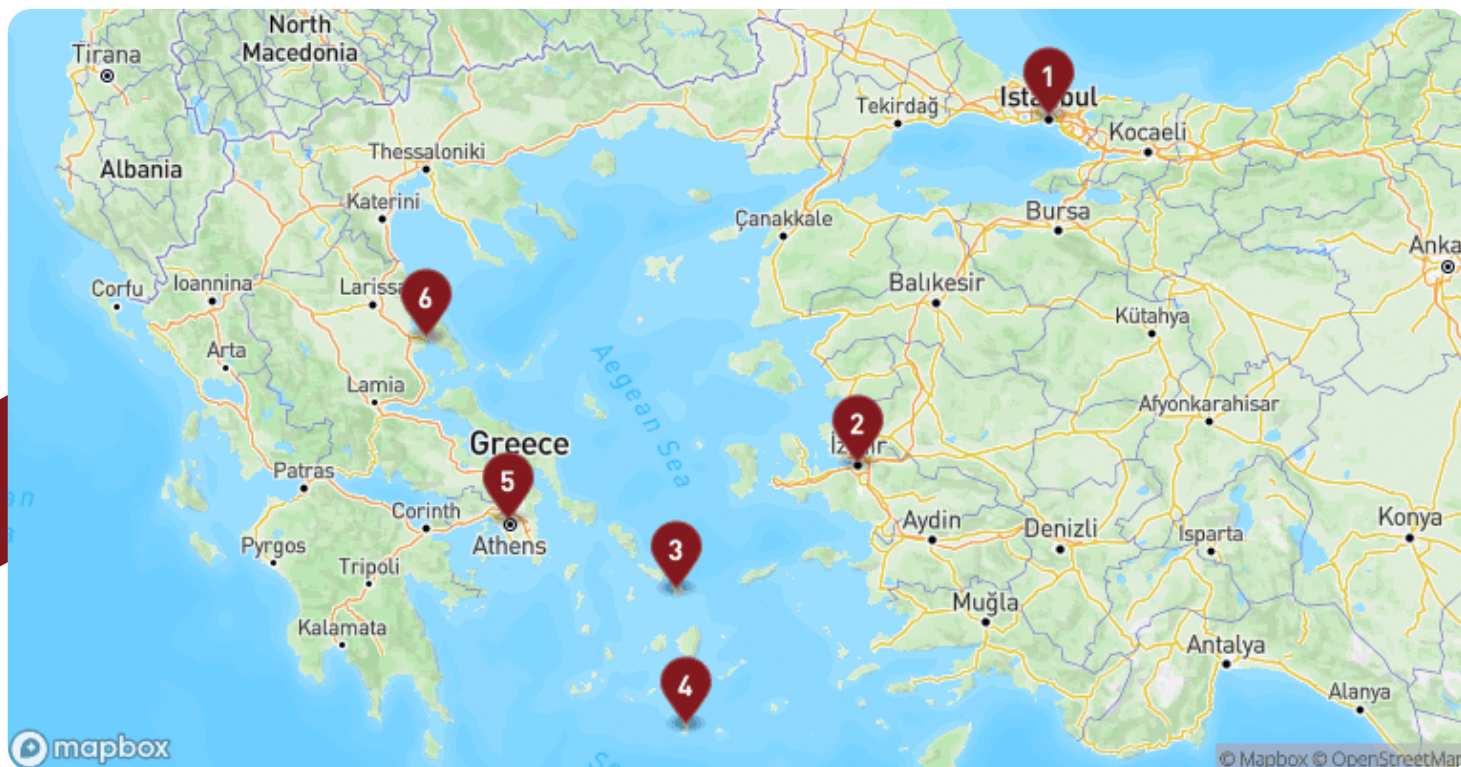 North
Macedonia
Tirana
1
Istanbul
Tekirdağ
Kocaeli
Thessaloniki
Albania
Katerini
Çanakkale
Bursa
Anka
Corfu
Ioannina
Larissa
6
Balıkesir
Kütahya
Arta
Aegean Sea
Lamia
Afyonkarahisar
2
İzmir
Greece
5
Patras
an
Corinth
Athens
Aydin
Denizli
Isparta
Konya
Pyrgos
3
Tripoli
Muğla
Kalamata
4
Antalya
Alanya
mapbox
© Mapbox © OpenStreetMap